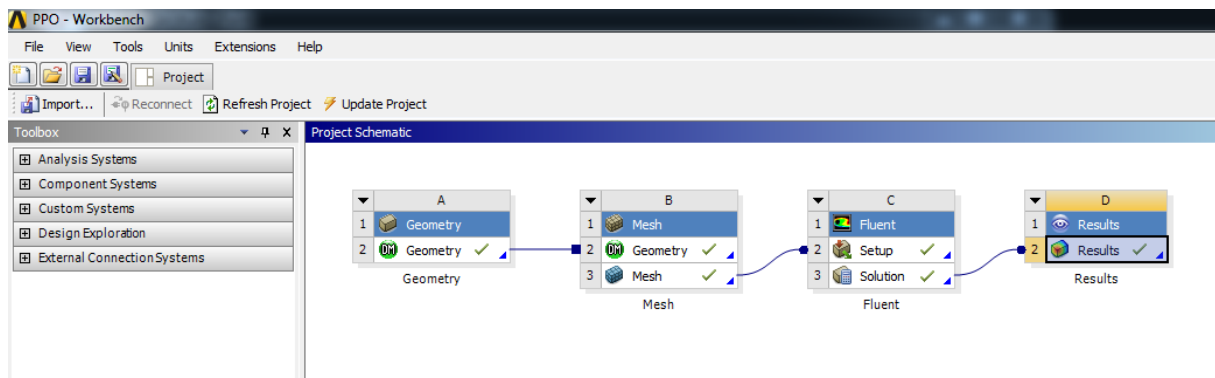 PPO - Workbench
File View Tools Units Extensions Help
Project
Import... Reconnect Refresh Project Update Project
Toolbox
Project Schematic
Analysis Systems
Component Systems
Custom Systems
Design Exploration
External Connection Systems
A
1 Geometry
2 DM Geometry
Geometry
B
1 Mesh
2 DM Geometry
3 Mesh
Mesh
C
1 Fluent
2 Setup
3 Solution
Fluent
D
1 Results
2 Results
Results